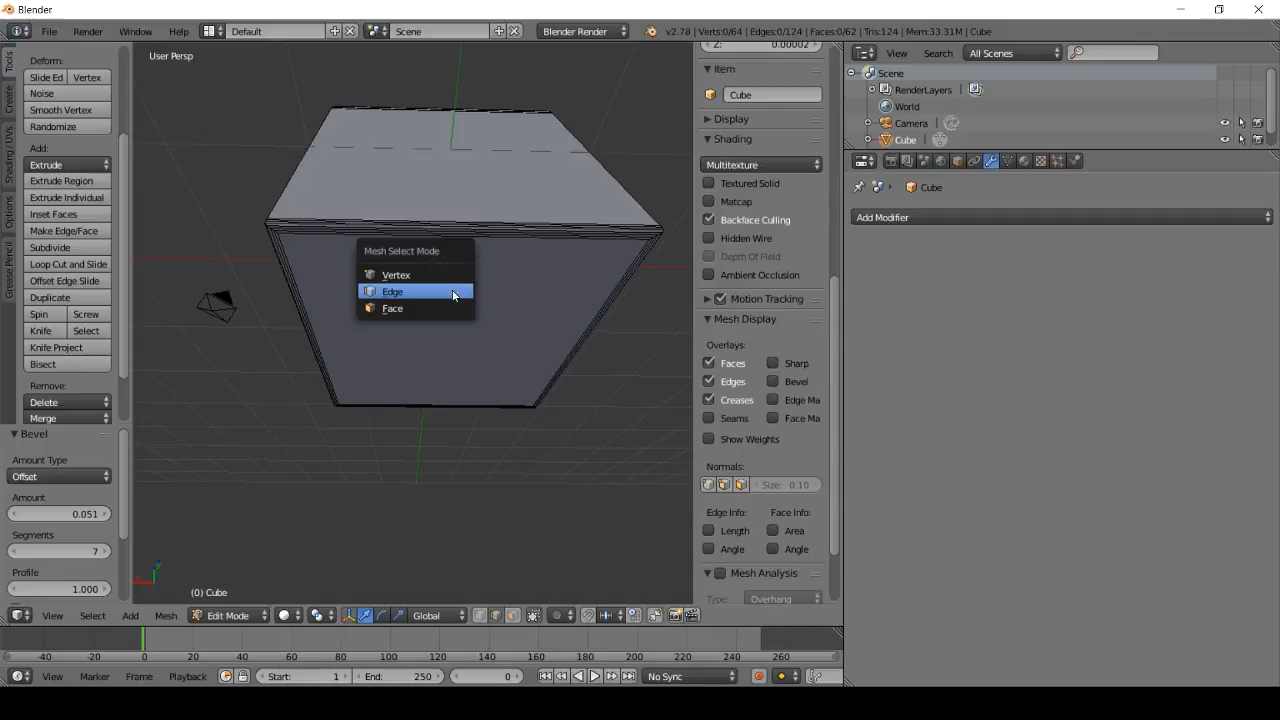 Blender
File Render Window Help Default Scene Blender Render v2.78 | Verts:0/64 | Edges:0/124 | Faces:0/62 | Tris:124 | Mem:33.31M | Cube
Tools
Create
Shading / UVs
Options
Grease Pencil
Deform:
Slide Ed Vertex
Noise
Smooth Vertex
Randomize
Add:
Extrude
Extrude Region
Extrude Individual
Inset Faces
Make Edge/Face
Subdivide
Loop Cut and Slide
Offset Edge Slide
Duplicate
Spin Screw
Knife Select
Knife Project
Bisect
Remove:
Delete
Merge
Bevel
Amount Type
Offset
Amount
0.051
Segments
7
Profile
1.000
User Persp
Mesh Select Mode
Vertex
Edge
Face
(0) Cube
Z: 0.00002
Item
Cube
Display
Shading
Multitexture
Textured Solid
Matcap
Backface Culling
Hidden Wire
Depth Of Field
Ambient Occlusion
Motion Tracking
Mesh Display
Overlays:
Faces Sharp
Edges Bevel
Creases Edge Ma
Seams Face Ma
Show Weights
Normals:
Size: 0.10
Edge Info: Face Info:
Length Area
Angle Angle
Mesh Analysis
Type: Overhang
View Search All Scenes
Scene
RenderLayers
World
Camera
Cube
Cube
Add Modifier
View Select Add Mesh Edit Mode Global
-40 -20 0 20 40 60 80 100 120 140 160 180 200 220 240 260
View Marker Frame Playback Start: 1 End: 250 0 No Sync